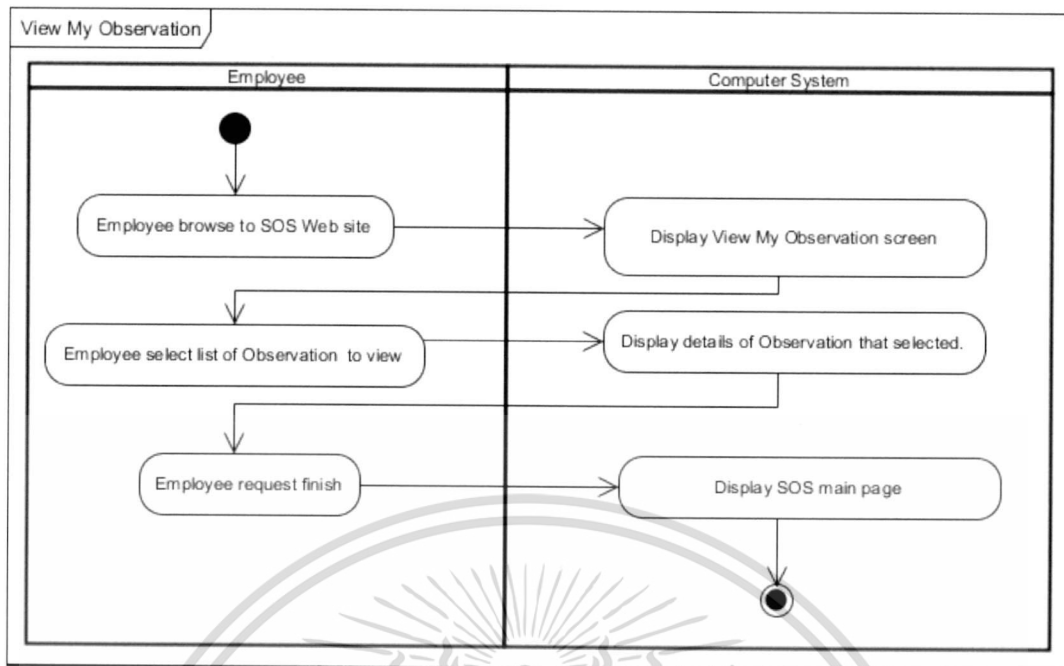 View My Observation
Employee
Computer System
Employee browse to SOS Web site
Display View My Observation screen
Employee select list of Observation to view
Display details of Observation that selected.
Employee request finish
Display SOS main page